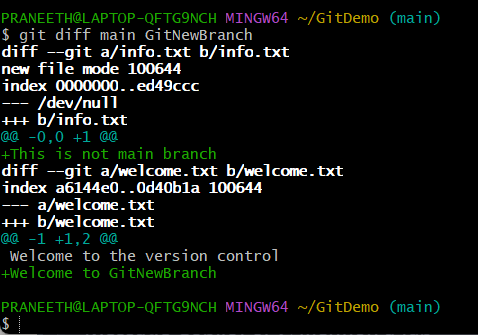 PRANEETH@LAPTOP-QFTG9NCH MINGW64 ~/GitDemo (main)
$ git diff main GitNewBranch
diff --git a/info.txt b/info.txt
new file mode 100644
index 0000000..ed49ccc
--- /dev/null
+++ b/info.txt
@@ -0,0 +1 @@
+This is not main branch
diff --git a/welcome.txt b/welcome.txt
index a6144e0..0d40b1a 100644
--- a/welcome.txt
+++ b/welcome.txt
@@ -1 +1,2 @@
 Welcome to the version control
+Welcome to GitNewBranch
PRANEETH@LAPTOP-QFTG9NCH MINGW64 ~/GitDemo (main)
$